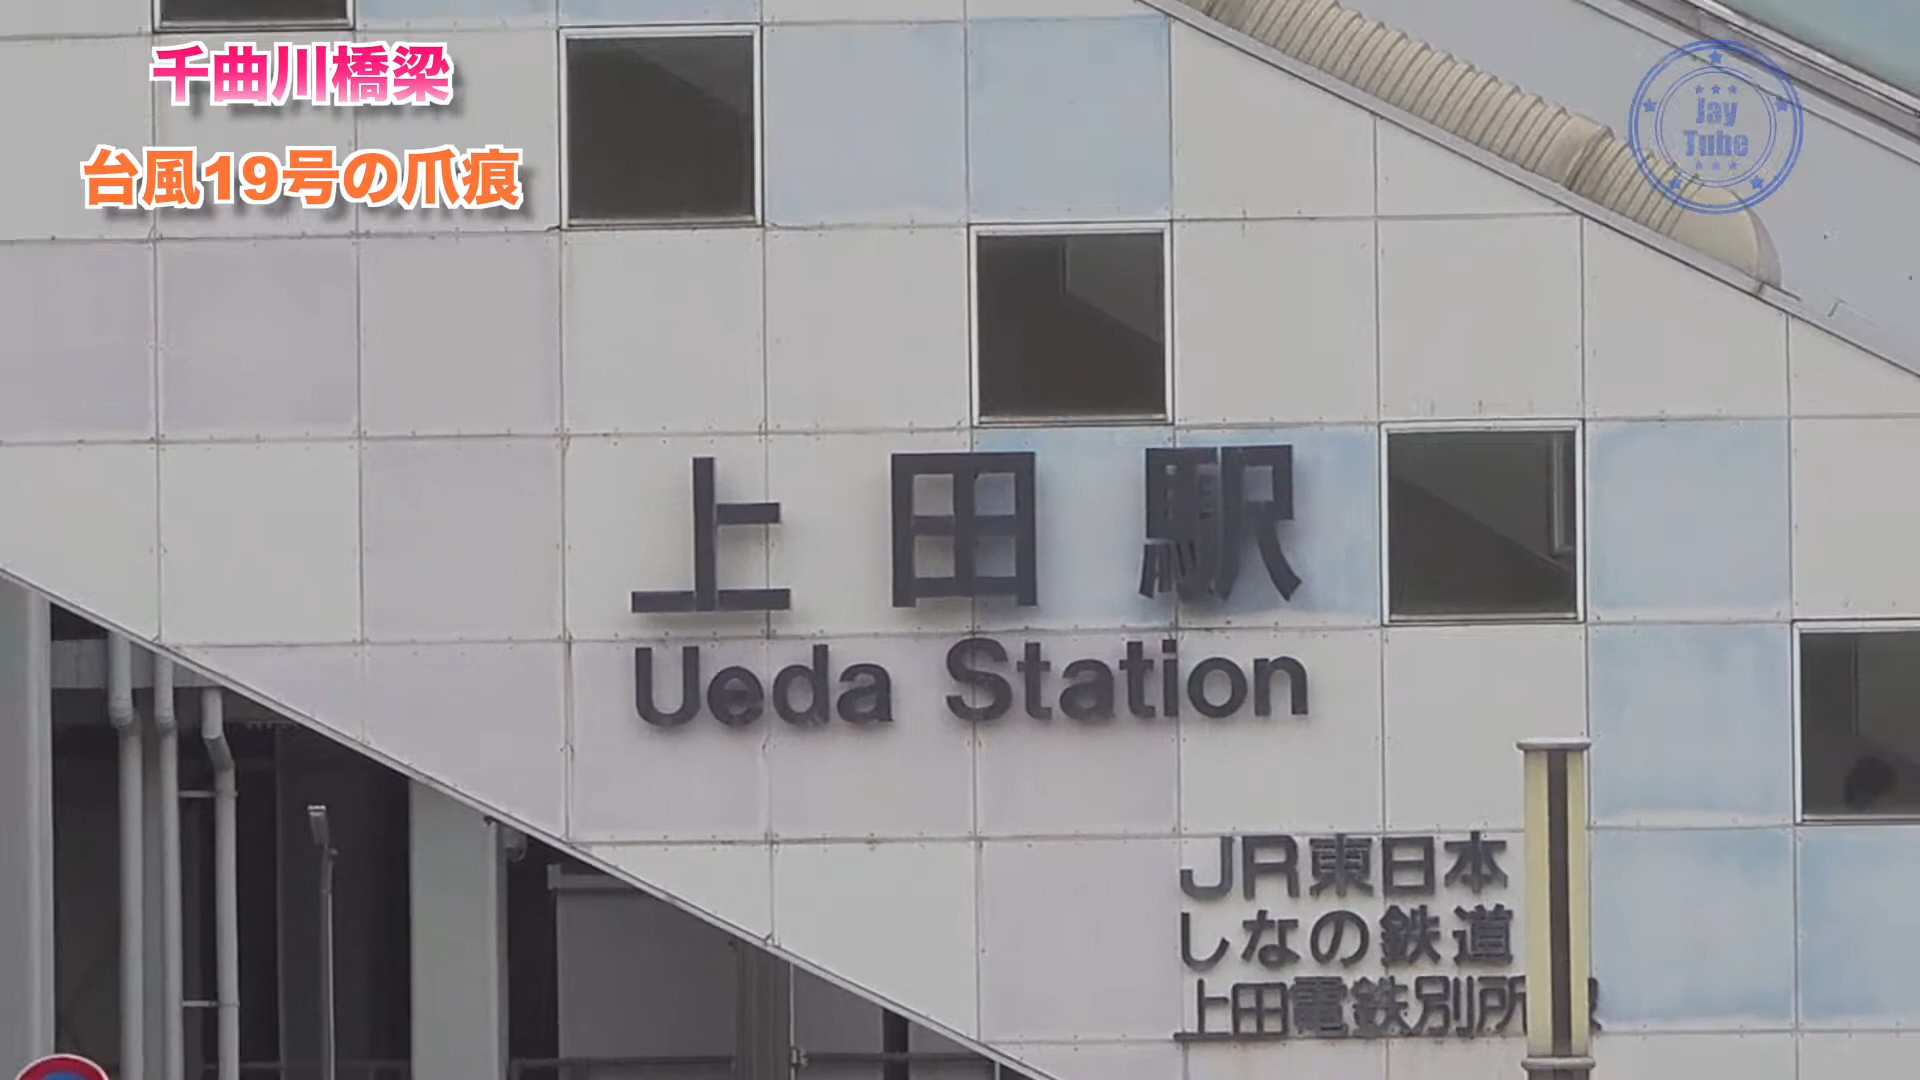 千曲川橋梁
台風19号の爪痕
Jay
Tube
上田駅
Ueda Station
JR東日本
しなの鉄道
上田電鉄別所